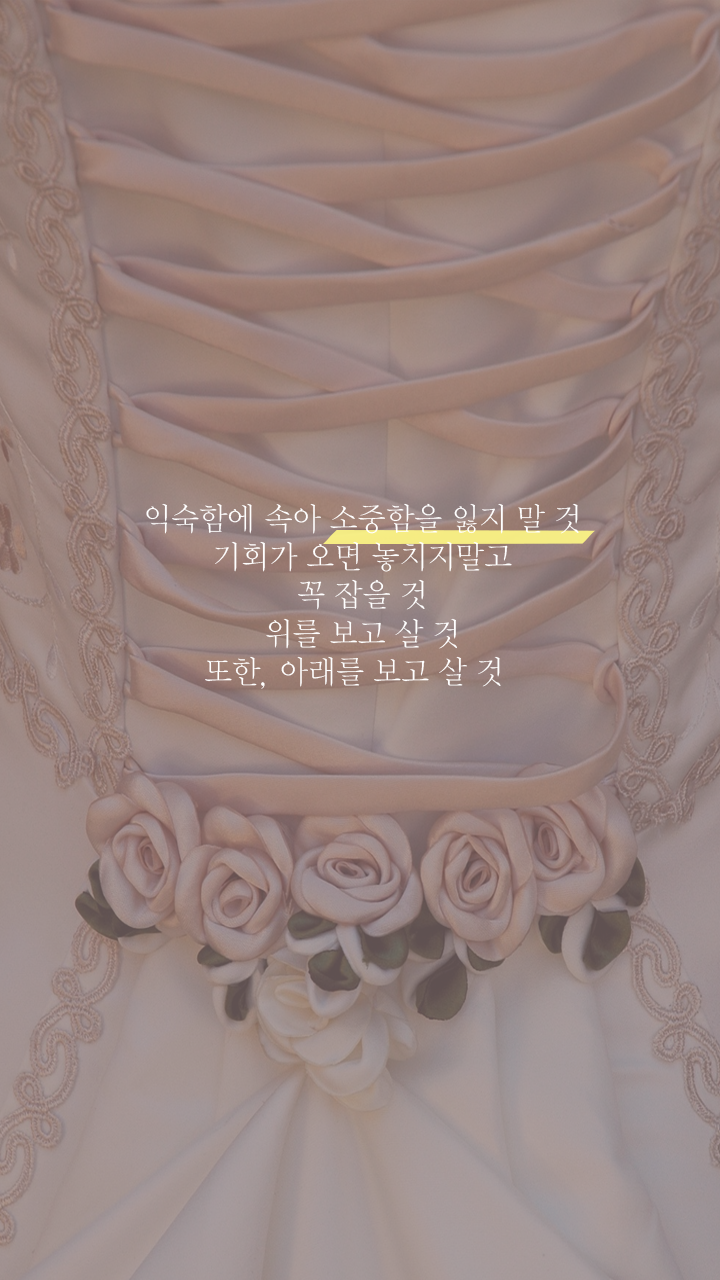 익숙함에 속아 소중함을 잃지 말 것
기회가 오면 놓치지말고
꼭 잡을 것
위를 보고 살 것
또한, 아래를 보고 살 것